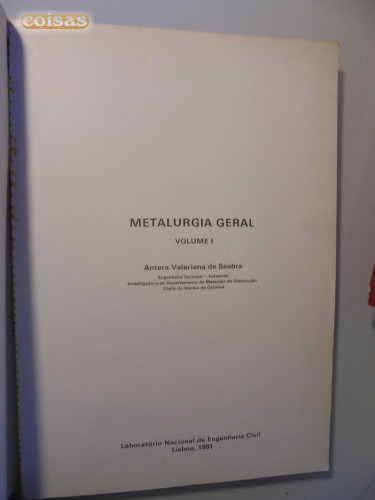 coisas
METALURGIA GERAL
VOLUME I
Antera Valeriana de Seabra
Engenheira Química — Industrial
Investigadora do Departamento de Materiais de Construção
Chefe do Núcleo de Química
Laboratório Nacional de Engenharia Civil
Lisboa, 1981